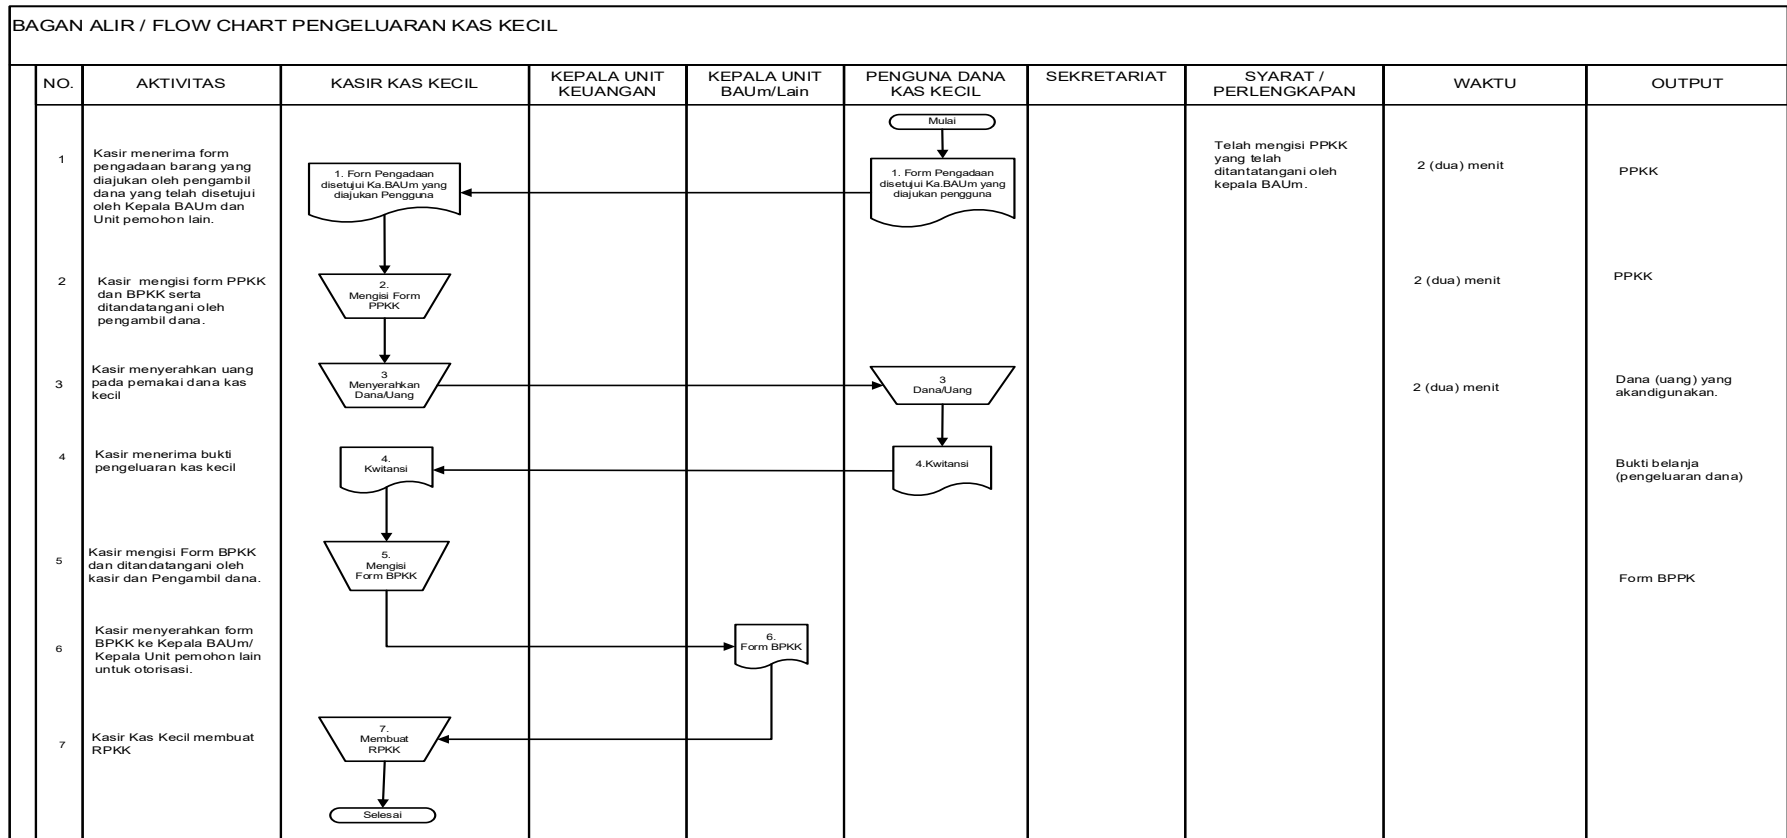 BAGAN ALIR / FLOW CHART PENGELUARAN KAS KECIL
NO.
AKTIVITAS
KASIR KAS KECIL
KEPALA UNIT
KEUANGAN
KEPALA UNIT
BAUm/Lain
PENGUNA DANA
KAS KECIL
SEKRETARIAT
SYARAT /
PERLENGKAPAN
WAKTU
OUTPUT
Mulai
1
Kasir menerima form
pengadaan barang yang
diajukan oleh pengambil
dana yang telah disetujui
oleh Kepala BAUm dan
Unit pemohon lain.
1. Forn Pengadaan
disetujui Ka.BAUm yang
diajukan Pengguna
1. Form Pengadaan
disetujui Ka.BAUm yang
diajukan pengguna
Telah mengisi PPKK
yang telah
ditantatangani oleh
kepala BAUm.
2 (dua) menit
PPKK
2
Kasir mengisi form PPKK
dan BPKK serta
ditandatangani oleh
pengambil dana.
2.
Mengisi Form
PPKK
2 (dua) menit
PPKK
3
Kasir menyerahkan uang
pada pemakai dana kas
kecil
3
Menyerahkan
Dana/Uang
3
Dana/Uang
2 (dua) menit
Dana (uang) yang
akandigunakan.
4
Kasir menerima bukti
pengeluaran kas kecil
4.
Kwitansi
4.Kwitansi
Bukti belanja
(pengeluaran dana)
5
Kasir mengisi Form BPKK
dan ditandatangani oleh
kasir dan Pengambil dana.
5.
Mengisi
Form BPKK
Form BPPK
6
Kasir menyerahkan form
BPKK ke Kepala BAUm/
Kepala Unit pemohon lain
untuk otorisasi.
6.
Form BPKK
7
Kasir Kas Kecil membuat
RPKK
7.
Membuat
RPKK
Selesai